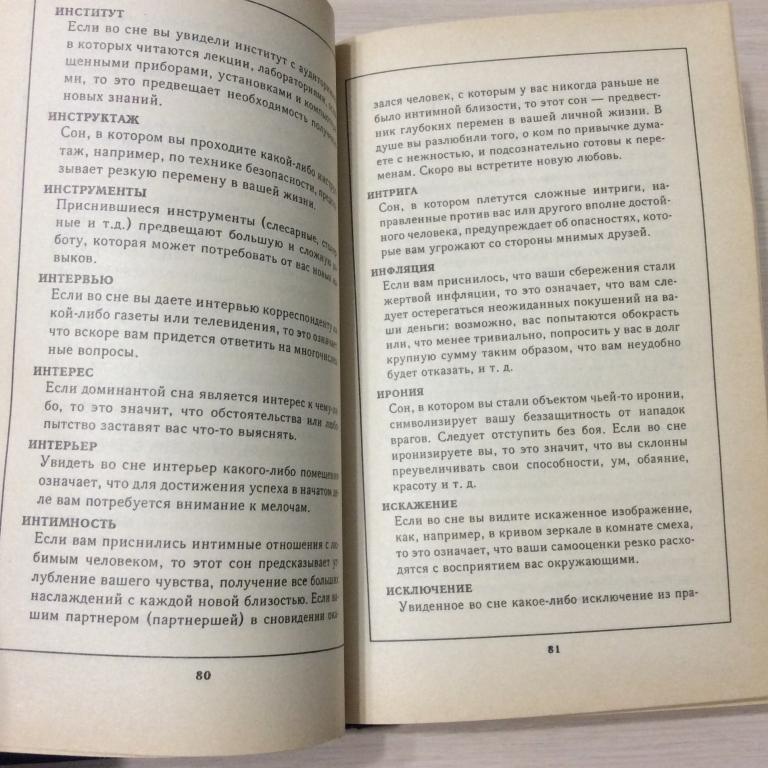 ИНСТИТУТ
Если во сне вы увидели институт с
в которых читаются лекции, лабораториями,
щенными приборами, установками и
ми, то это предвещает необходимость
новых знаний.
ИНСТРУКТАЖ
Сон, в котором вы проходите какой-либо
таж, например, по технике безопасности,
зывает резкую перемену в вашей жизни.
ИНСТРУМЕНТЫ
Приснившиеся инструменты (слесарные,
ные и т.д.) предвещают большую и сложную
боту, которая может потребовать от вас новых
выков.
ИНТЕРВЬЮ
Если во сне вы даете интервью корреспонденту
кой-либо газеты или телевидения, то это означает
что вскоре вам придется ответить на
ные вопросы.
ИНТЕРЕС
Если доминантой сна является интерес к
бо, то это значит, что обстоятельства или
пытство заставят вас что-то выяснять.
ИНТЕРЬЕР
Увидеть во сне интерьер какого-либо помещения
означает, что для достижения успеха в начатом
ле вам потребуется внимание к мелочам.
ИНТИМНОСТЬ
Если вам приснились интимные отношения с лю-
бимым человеком, то этот сон предсказывает
лубление вашего чувства, получение все больших
наслаждений с каждой новой близостью. Если
шим партнером (партнершей) в сновидении ока-
80
зался человек, с которым у вас никогда раньше не
было интимной близости, то этот сон — предвест-
ник глубоких перемен в вашей личной жизни. В
душе вы разлюбили того, о ком по привычке дума-
ете с нежностью, и подсознательно готовы к пере-
менам. Скоро вы встретите новую любовь.
ИНТРИГА
Сон, в котором плетутся сложные интриги, на-
правленные против вас или другого вполне достой-
ного человека, предупреждает об опасностях, кото-
рые вам угрожают со стороны мнимых друзей.
ИНФЛЯЦИЯ
Если вам приснилось, что ваши сбережения стали
жертвой инфляции, то это означает, что вам сле-
дует остерегаться неожиданных покушений на ва-
ши деньги: возможно, вас попытаются обокрасть
или, что менее тривиально, попросить у вас в долг
крупную сумму таким образом, что вам неудобно
будет отказать, и т. д.
ИРОНИЯ
Сон, в котором вы стали объектом чьей-то иронии,
символизирует вашу беззащитность от нападок
врагов. Следует отступить без боя. Если во сне
иронизируете вы, то это значит, что вы склонны
преувеличивать свои способности, ум, обаяние,
красоту и т. д.
ИСКАЖЕНИЕ
Если во сне вы видите искаженное изображение,
как, например, в кривом зеркале в комнате смеха,
то это означает, что ваши самооценки резко расхо-
дятся с восприятием вас окружающими.
ИСКЛЮЧЕНИЕ
Увиденное во сне какое-либо исключение из пра-
81